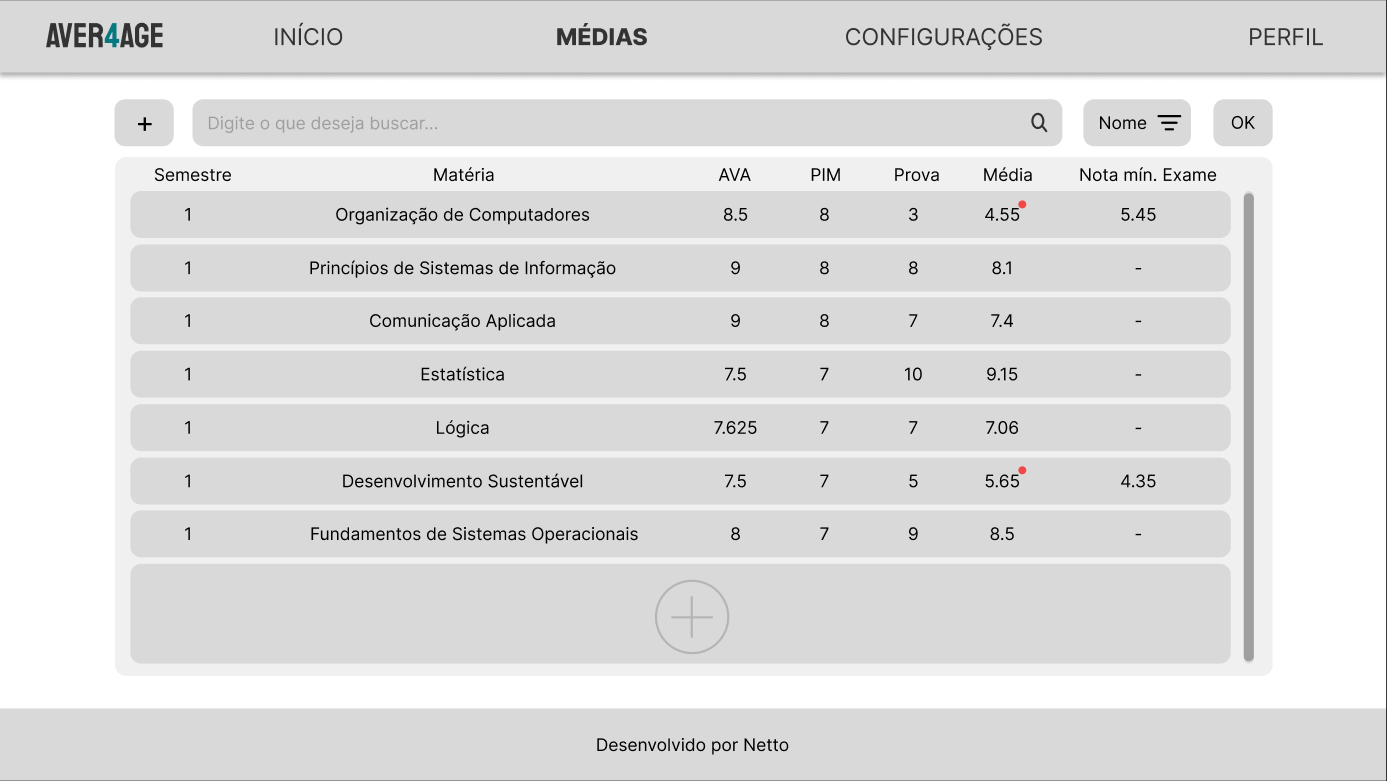 AVER4AGE INÍCIO MÉDIAS CONFIGURAÇÕES PERFIL
+ Digite o que deseja buscar... Nome OK
Semestre Matéria AVA PIM Prova Média Nota mín. Exame
1 Organização de Computadores 8.5 8 3 4.55 5.45
1 Princípios de Sistemas de Informação 9 8 8 8.1 -
1 Comunicação Aplicada 9 8 7 7.4 -
1 Estatística 7.5 7 10 9.15 -
1 Lógica 7.625 7 7 7.06 -
1 Desenvolvimento Sustentável 7.5 7 5 5.65 4.35
1 Fundamentos de Sistemas Operacionais 8 7 9 8.5 -
Desenvolvido por Netto